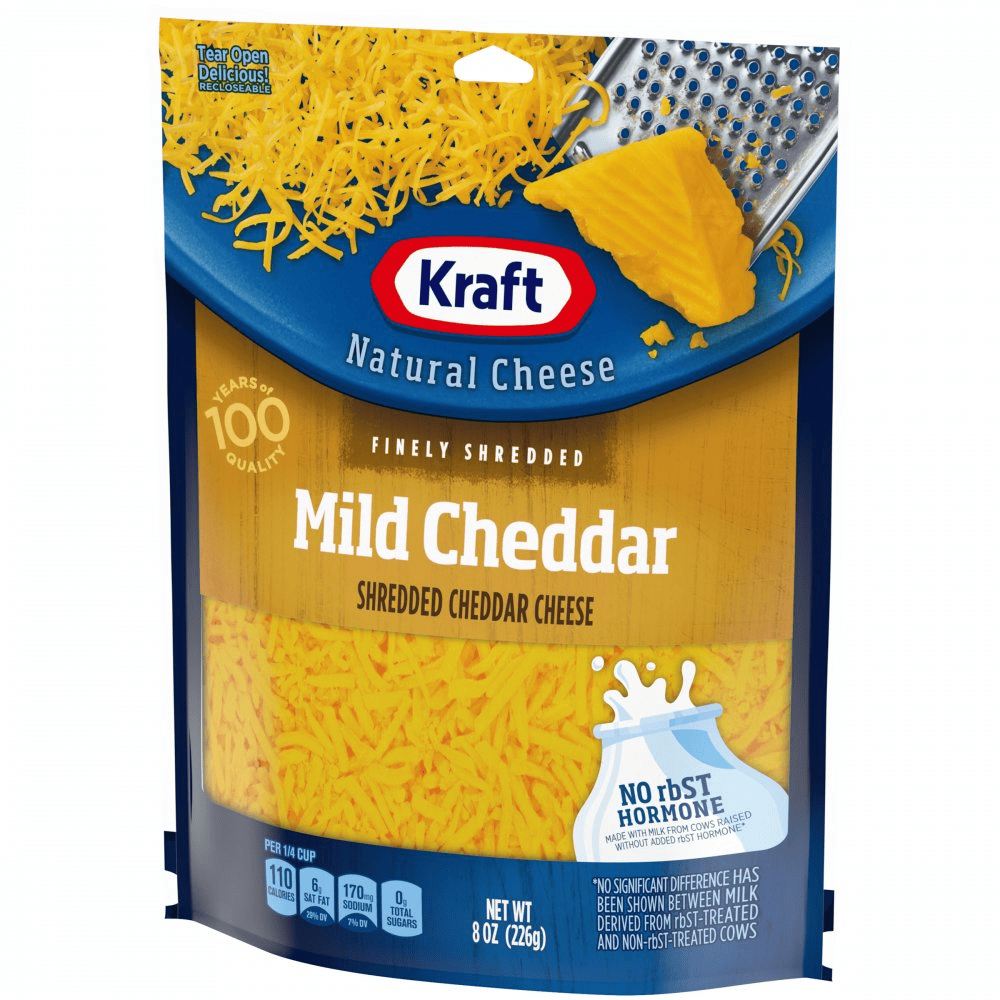 Tear Open
Delicious!
RECLOSEABLE
Kraft
Natural Cheese
YEARS of
100
QUALITY
FINELY SHREDDED
Mild Cheddar
SHREDDED CHEDDAR CHEESE
NO rbST
HORMONE
MADE WITH MILK FROM COWS RAISED
WITHOUT ADDED rbST HORMONE*
PER 1/4 CUP
110
CALORIES
6g
SAT FAT
29% DV
170mg
SODIUM
7% DV
0g
TOTAL
SUGARS
NET WT
8 OZ (226g)
*NO SIGNIFICANT DIFFERENCE HAS
BEEN SHOWN BETWEEN MILK
DERIVED FROM rbST-TREATED
AND NON-rbST-TREATED COWS